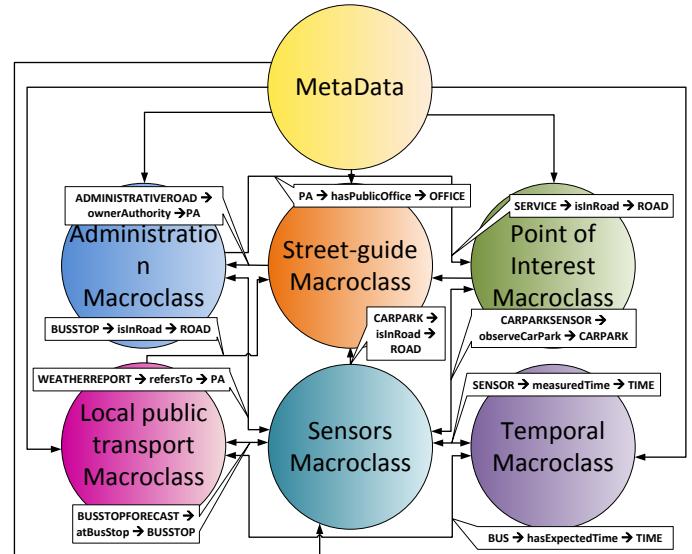 MetaData
ADMINISTRATIVEROAD →
ownerAuthority →PA
PA → hasPublicOffice → OFFICE
SERVICE → isInRoad → ROAD
Administratio
n
Macroclass
Street-guide
Macroclass
Point of
Interest
Macroclass
BUSSTOP → isInRoad → ROAD
CARPARK →
isInRoad →
ROAD
CARPARKSENSOR →
observeCarPark → CARPARK
WEATHERREPORT → refersTo → PA
SENSOR → measuredTime → TIME
Local public
transport
Macroclass
Sensors
Macroclass
Temporal
Macroclass
BUSSTOPFORECAST →
atBusStop → BUSSTOP
BUS → hasExpectedTime → TIME